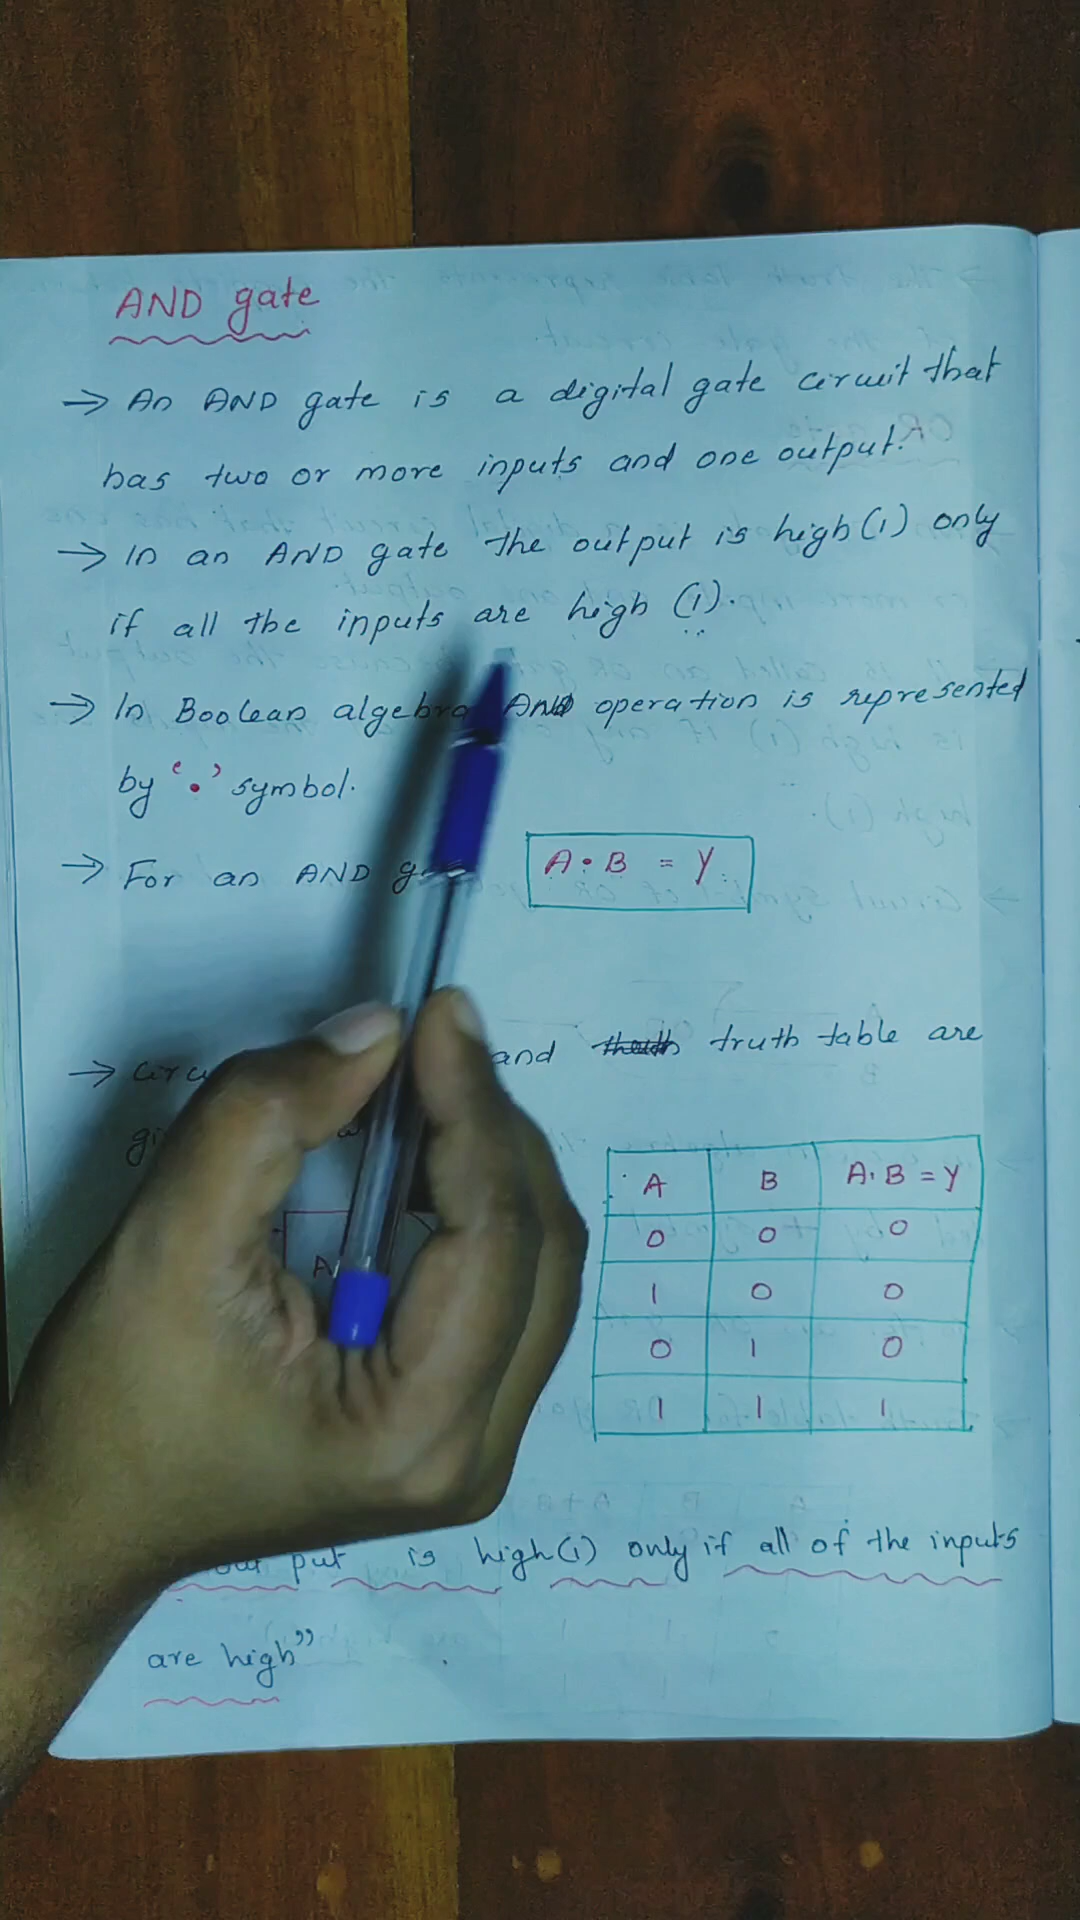 AND gate
→ An AND gate is a digital gate circuit that
has two or more inputs and one output.
→ In an AND gate the output is high (1) only
if all the inputs are high (1).
→ In Boolean algebra AND operation is represented
by '•' symbol.
→ For an AND
A • B = Y
→ and truth table are
A B A.B = Y
0 0 0
1 0 0
0 1 0
1 1 1
output is high (1) only if all of the inputs
are high"